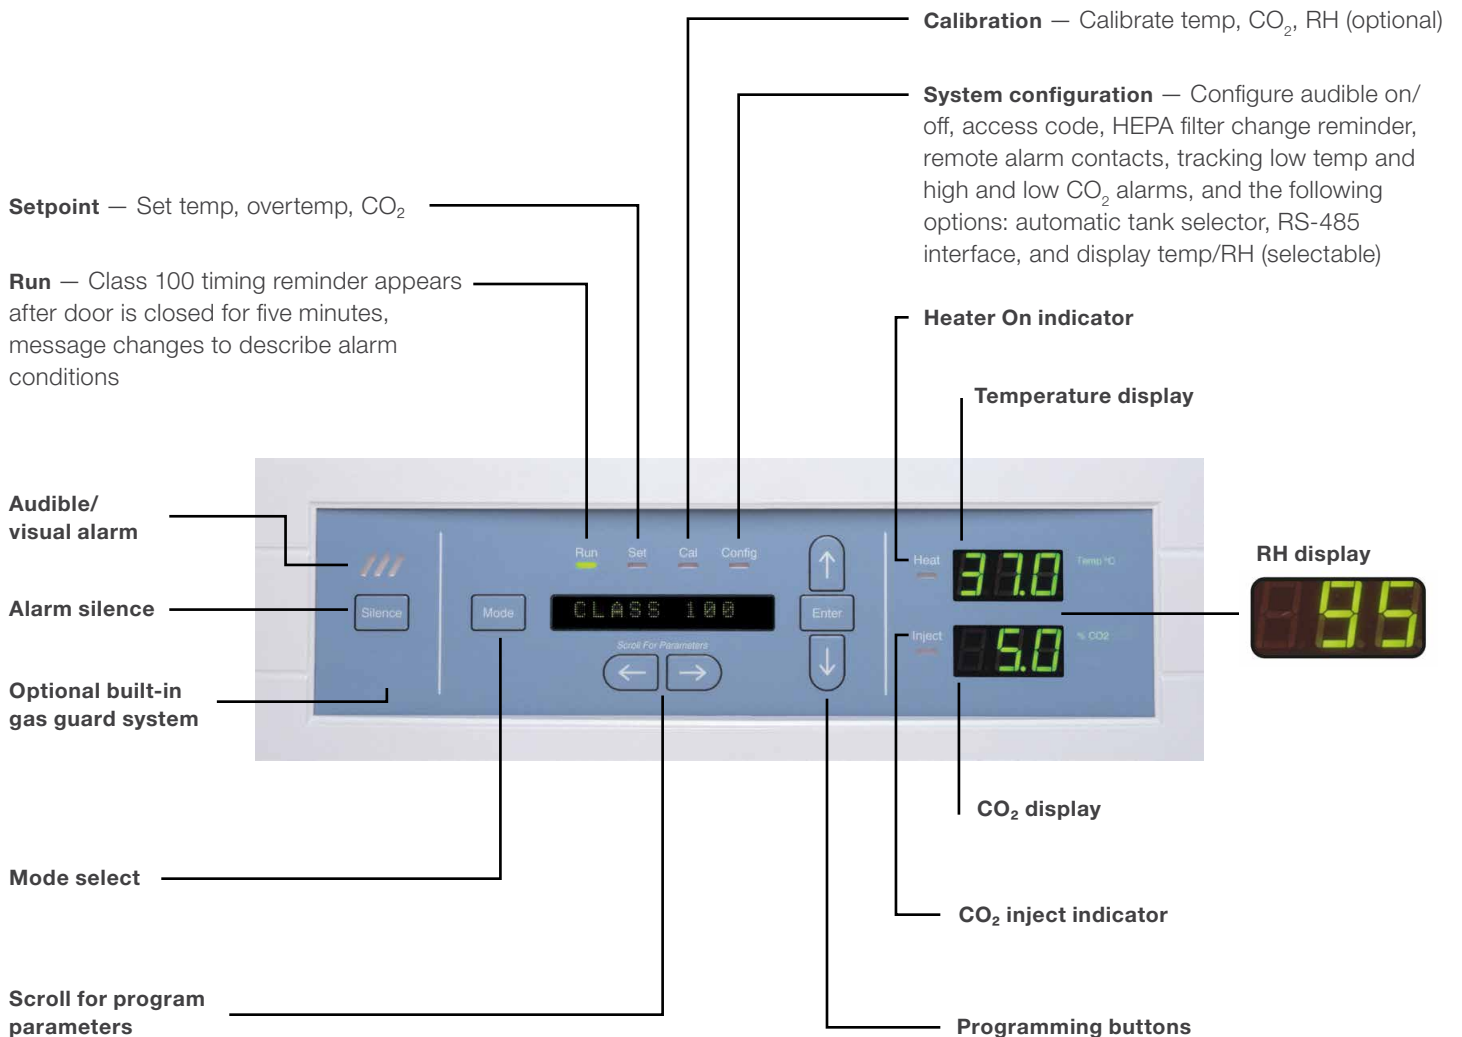 Calibration — Calibrate temp, CO₂, RH (optional)
System configuration — Configure audible on/
off, access code, HEPA filter change reminder,
remote alarm contacts, tracking low temp and
high and low CO₂ alarms, and the following
options: automatic tank selector, RS-485
interface, and display temp/RH (selectable)
Setpoint — Set temp, overtemp, CO₂
Run — Class 100 timing reminder appears
after door is closed for five minutes,
message changes to describe alarm
conditions
Heater On indicator
Temperature display
Audible/
visual alarm
Alarm silence
Optional built-in
gas guard system
Mode select
Scroll for program
parameters
Run Set Cal Config
Silence
Mode
CLASS 100
Scroll For Parameters
← →
↑
Enter
↓
Heat
37.0
Temp °C
Inject
5.0
% CO2
RH display
95
CO₂ display
CO₂ inject indicator
Programming buttons